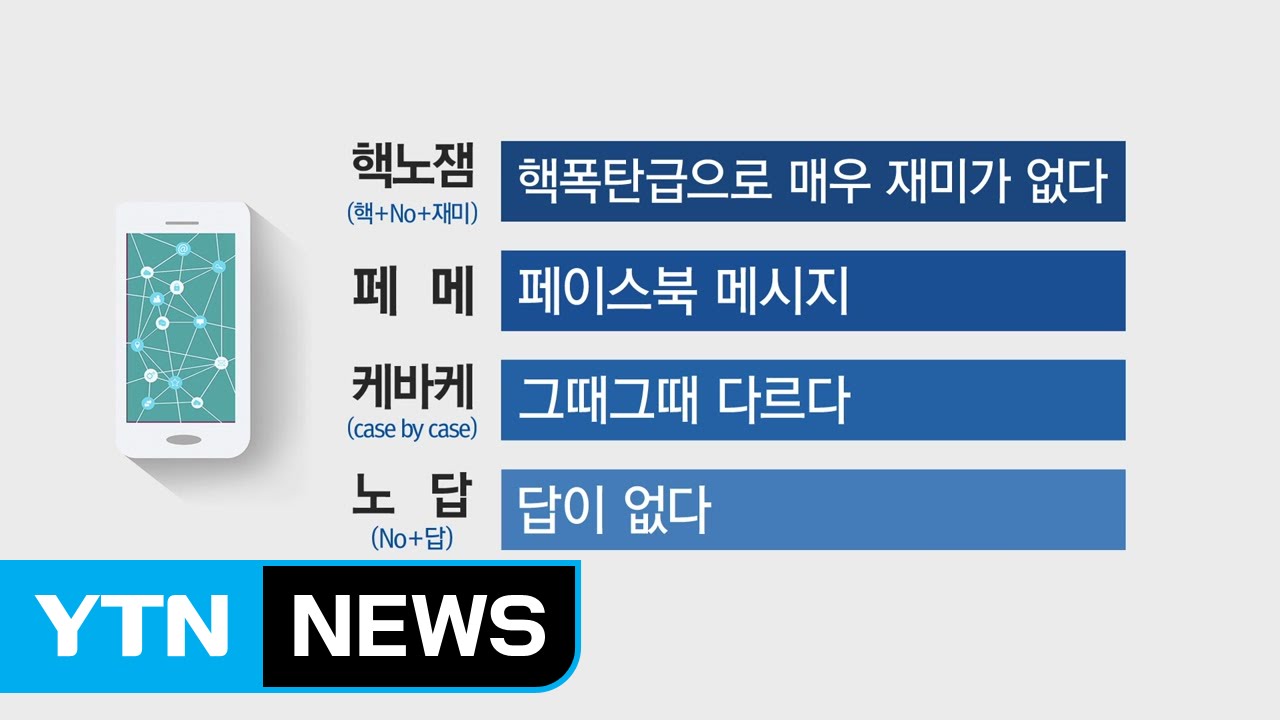 핵노잼
(핵+No+재미)
핵폭탄급으로 매우 재미가 없다
페 메
페이스북 메시지
케바케
(case by case)
그때그때 다르다
노 답
(No+답)
답이 없다
YTN NEWS